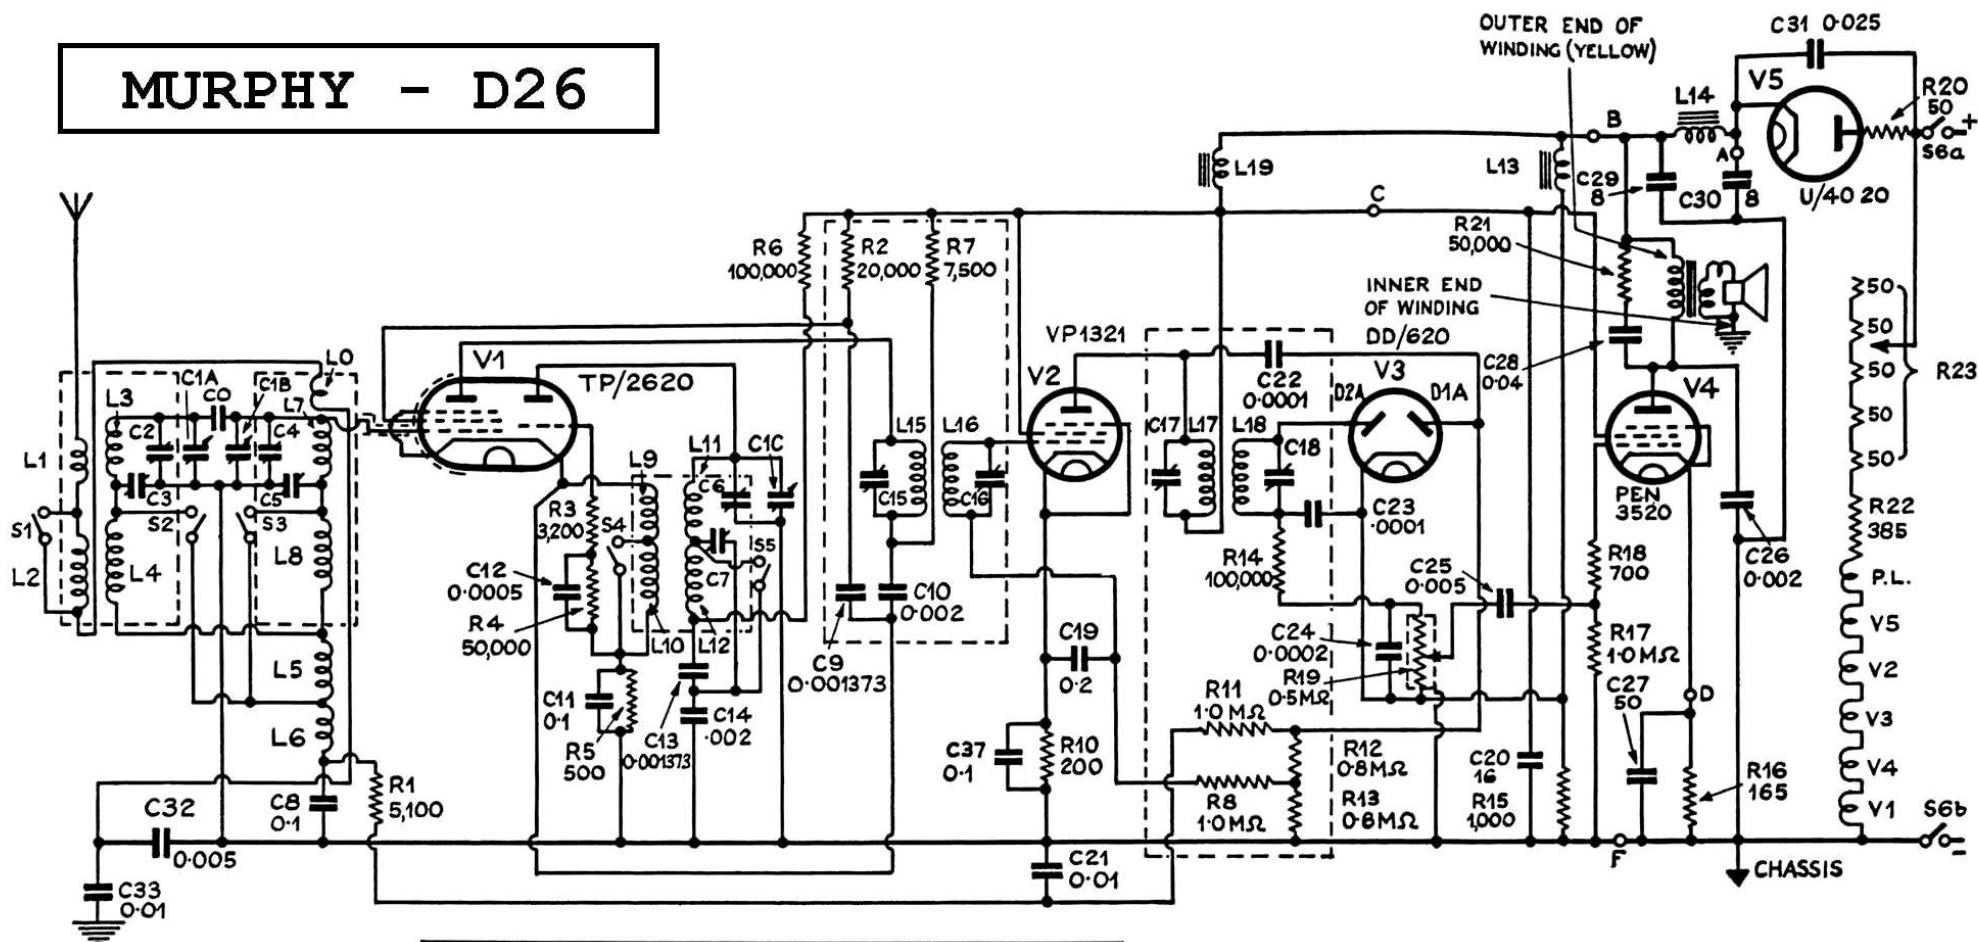 MURPHY - D26
OUTER END OF
WINDING (YELLOW)
C31 0·025
V5
R20
50
S6a
+
U/40 20
L14
B
A
C29
8
C30
8
L19
L13
C
R21
50,000
INNER END
OF WINDING
R6
100,000
R2
20,000
R7
7,500
VP1321
DD/620
C28
0·04
50
50
50
50
50
R23
L0
V1
TP/2620
V2
C22
0·0001
V3
D2A
D1A
V4
L3
C1A
C0
C1B
L7
C2
C4
L1
C3
C5
S1
S2
S3
L2
L4
L8
L9
L11
C1C
C6
L15
L16
C15
C16
C17
L17
L18
C18
PEN
3520
R3
3,200
S4
S5
C7
C12
0·0005
R4
50,000
L10
L12
C10
0·002
C23
·0001
R14
100,000
C25
0·005
R18
700
C26
0·002
R22
385
P.L.
V5
V2
V3
V4
V1
C9
0·001373
C19
0·2
C24
0·0002
R19
0·5MΩ
R17
1·0MΩ
C27
50
D
L5
L6
C11
0·1
R5
500
C13
0·001373
C14
·002
R11
1·0MΩ
C37
0·1
R10
200
R12
0·8MΩ
R8
1·0MΩ
R13
0·8MΩ
C20
16
R15
1,000
R16
165
C8
0·1
R1
5,100
C32
0·005
C33
0·01
C21
0·01
F
CHASSIS
S6b
-